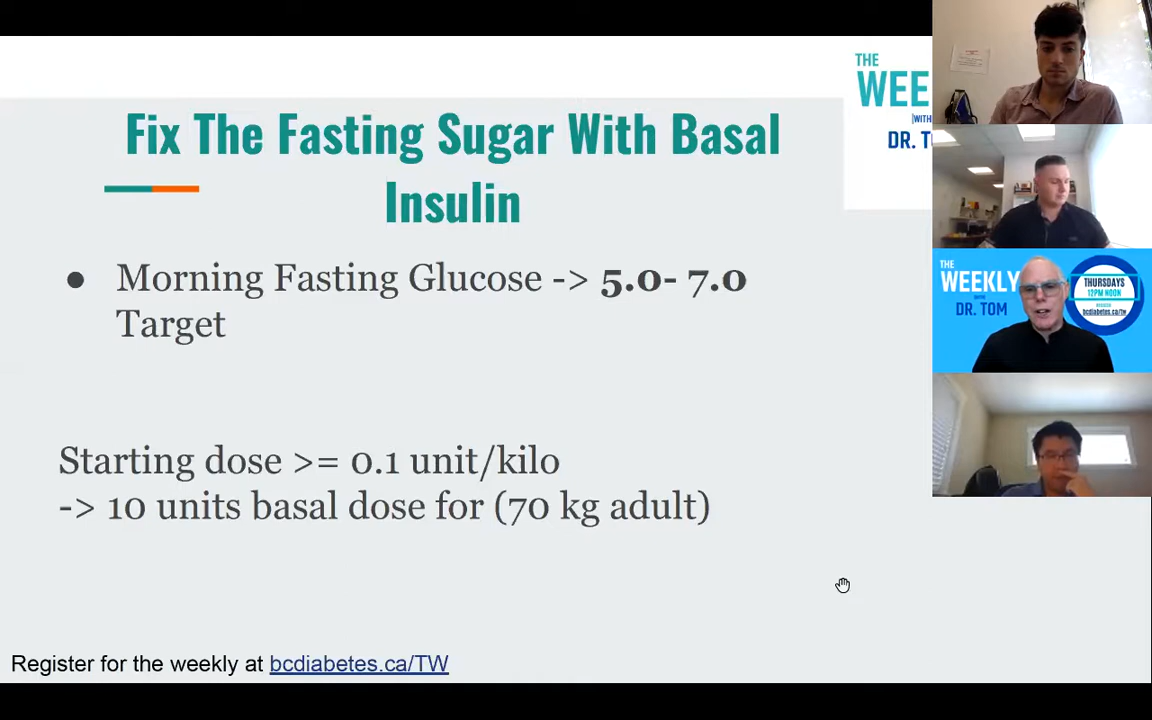 Fix The Fasting Sugar With Basal
Insulin
● Morning Fasting Glucose -> 5.0- 7.0
Target
Starting dose >= 0.1 unit/kilo
-> 10 units basal dose for (70 kg adult)
Register for the weekly at bcdiabetes.ca/TW
THE
WEE
DR. T
THE
WEEKLY
WITH
DR. TOM
THURSDAYS
12PM NOON
bcdiabetes.ca/tw